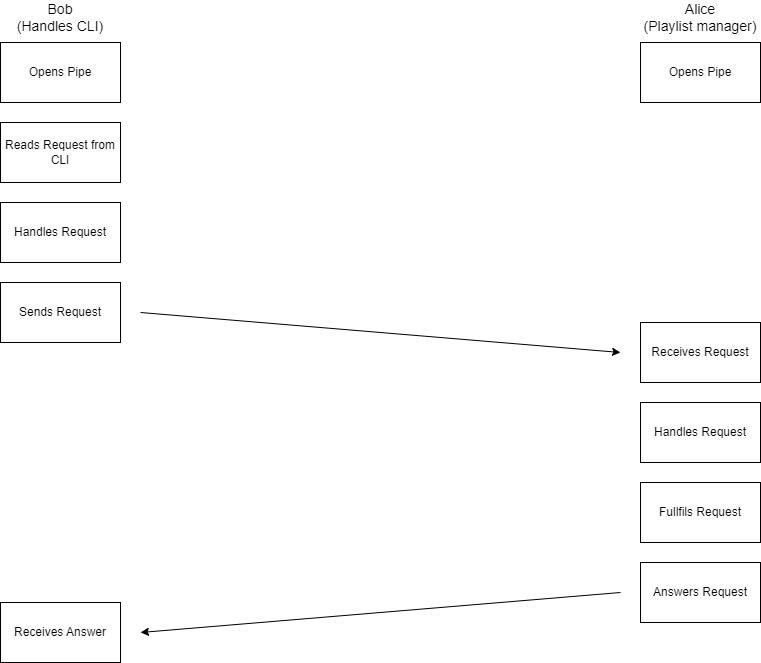 Bob
(Handles CLI)
Alice
(Playlist manager)
Opens Pipe
Opens Pipe
Reads Request from
CLI
Handles Request
Sends Request
Receives Request
Handles Request
Fullfils Request
Answers Request
Receives Answer